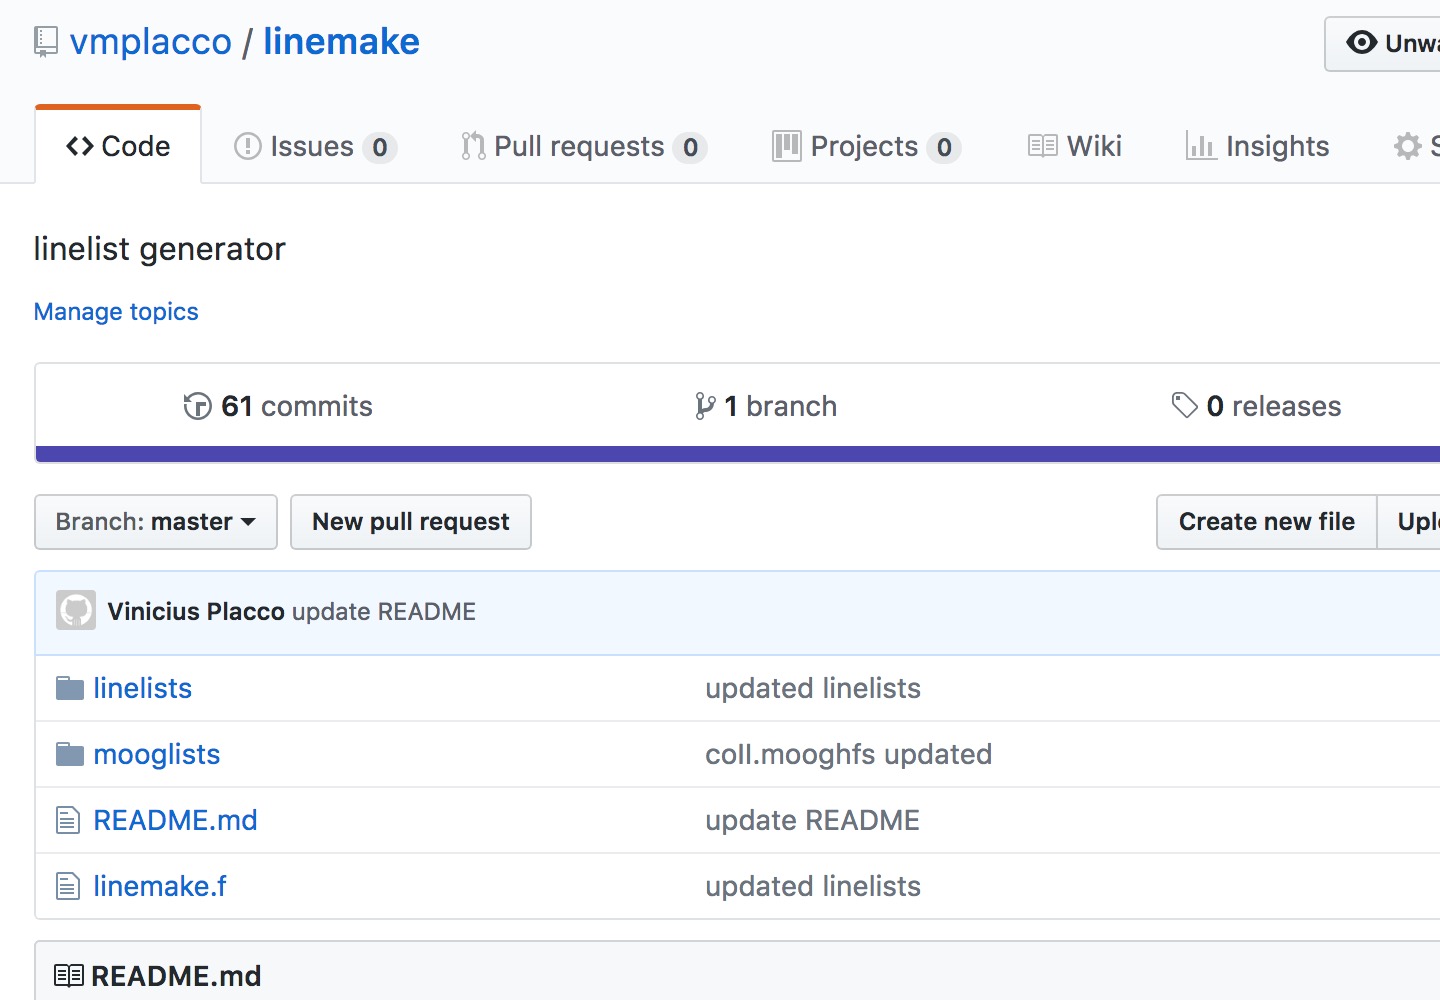 vmplacco / linemake
Code Issues 0 Pull requests 0 Projects 0 Wiki Insights
linelist generator
Manage topics
61 commits 1 branch 0 releases
Branch: master New pull request Create new file
Vinicius Placco update README
linelists updated linelists
mooglists coll.mooghfs updated
README.md update README
linemake.f updated linelists
README.md